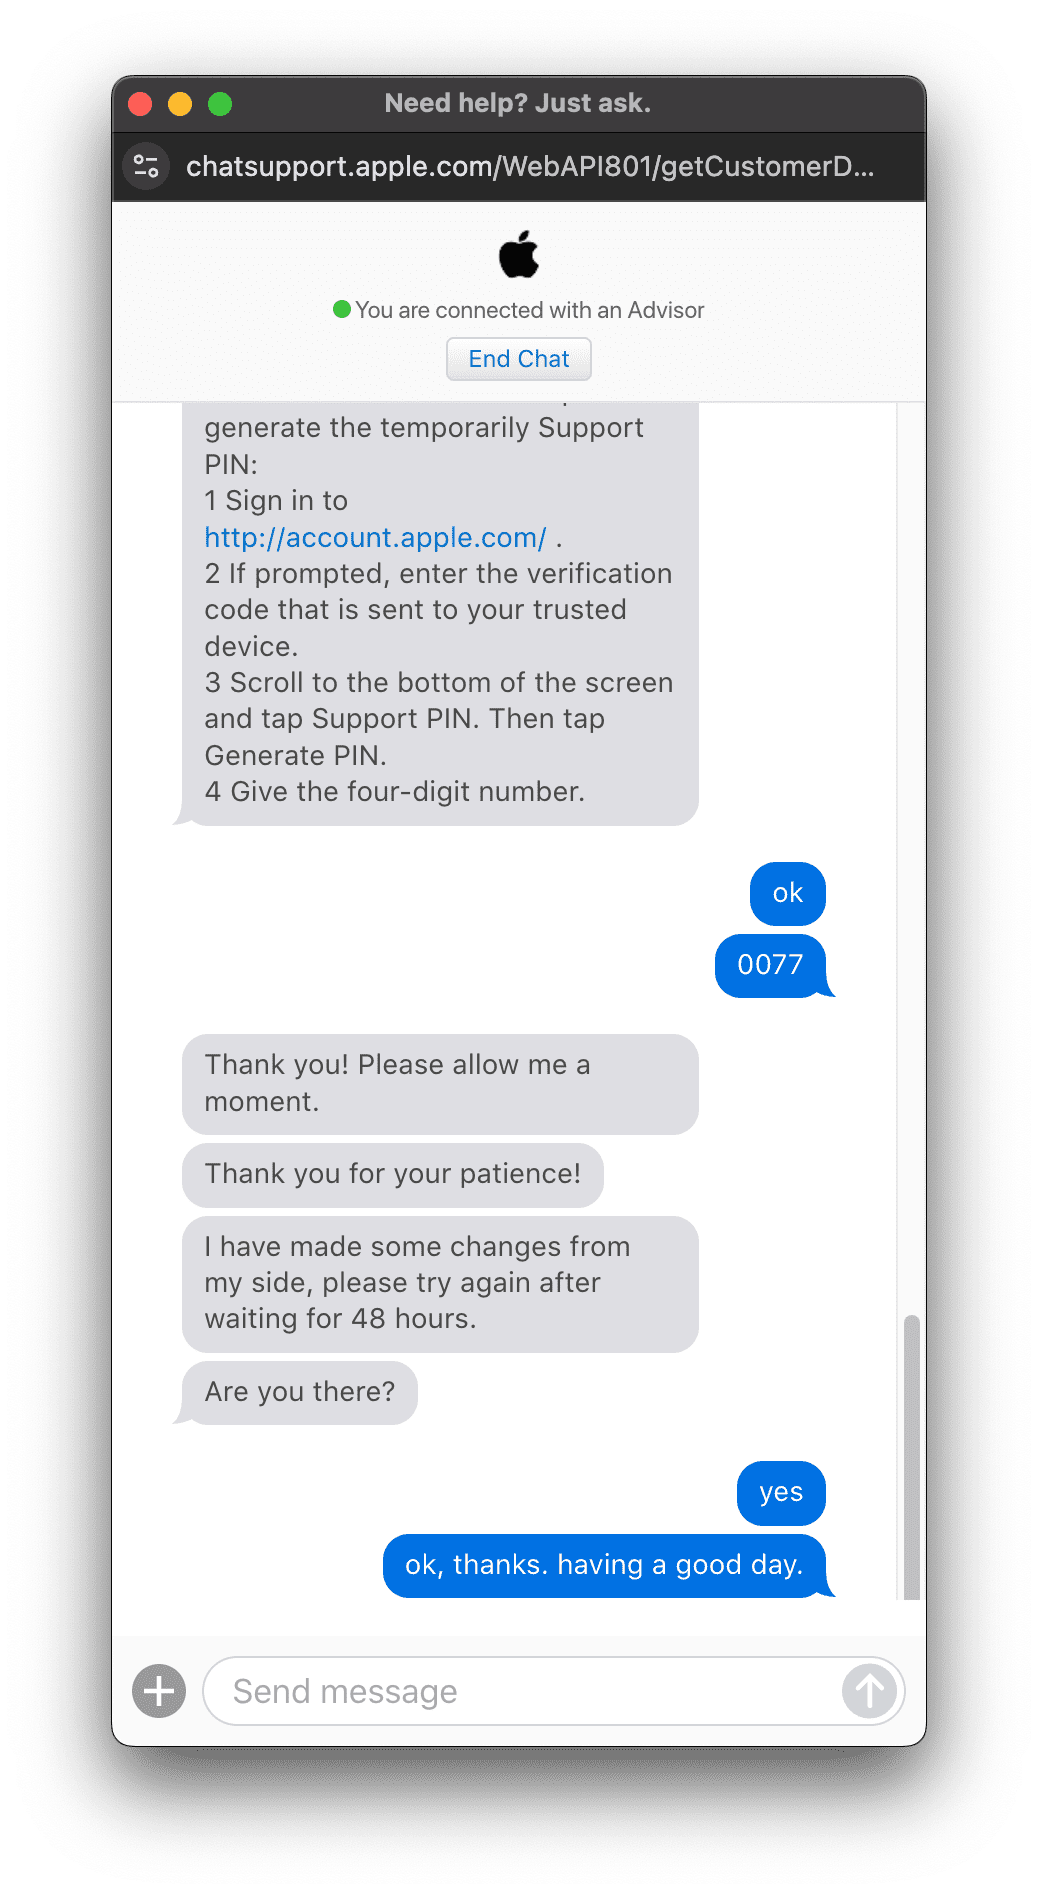 Need help? Just ask.
chatsupport.apple.com/WebAPI801/getCustomerD...
You are connected with an Advisor
End Chat
generate the temporarily Support
PIN:
1 Sign in to
http://account.apple.com/ .
2 If prompted, enter the verification
code that is sent to your trusted
device.
3 Scroll to the bottom of the screen
and tap Support PIN. Then tap
Generate PIN.
4 Give the four-digit number.
ok
0077
Thank you! Please allow me a
moment.
Thank you for your patience!
I have made some changes from
my side, please try again after
waiting for 48 hours.
Are you there?
yes
ok, thanks. having a good day.
Send message